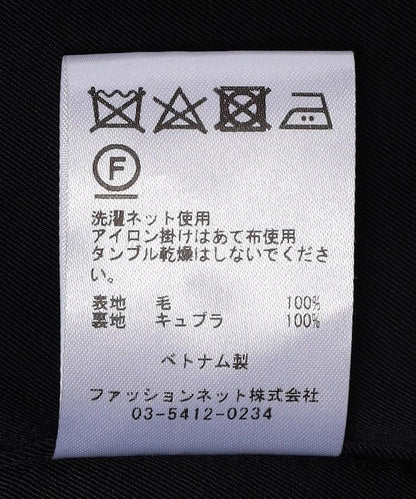 F
洗濯ネット使用
アイロン掛けはあて布使用
タンブル乾燥はしないでくださ
い。
表地 毛 100%
裏地 キュプラ 100%
ベトナム製
ファッションネット株式会社
03-5412-0234